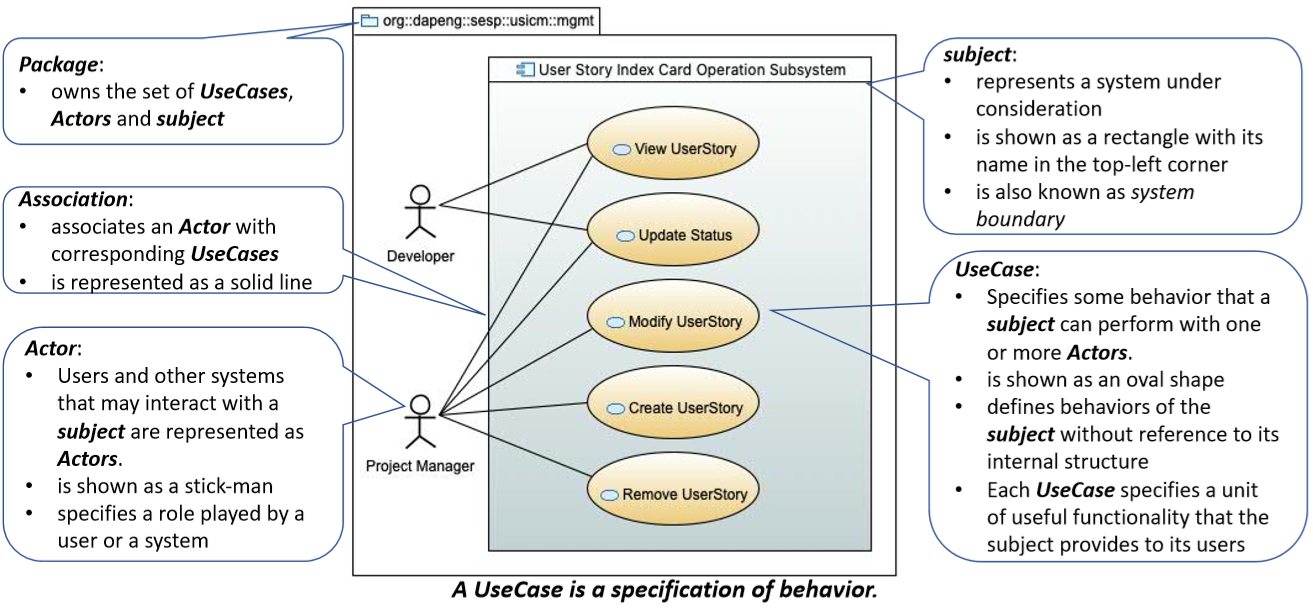 org::dapeng::sesp::usicm::mgmt
Package:
• owns the set of UseCases,
Actors and subject
Association:
• associates an Actor with
corresponding UseCases
• is represented as a solid line
Actor:
• Users and other systems
that may interact with a
subject are represented as
Actors.
• is shown as a stick-man
• specifies a role played by a
user or a system
Developer
Project Manager
User Story Index Card Operation Subsystem
View UserStory
Update Status
Modify UserStory
Create UserStory
Remove UserStory
subject:
• represents a system under
consideration
• is shown as a rectangle with its
name in the top-left corner
• is also known as system
boundary
UseCase:
• Specifies some behavior that a
subject can perform with one
or more Actors.
• is shown as an oval shape
• defines behaviors of the
subject without reference to its
internal structure
• Each UseCase specifies a unit
of useful functionality that the
subject provides to its users
A UseCase is a specification of behavior.